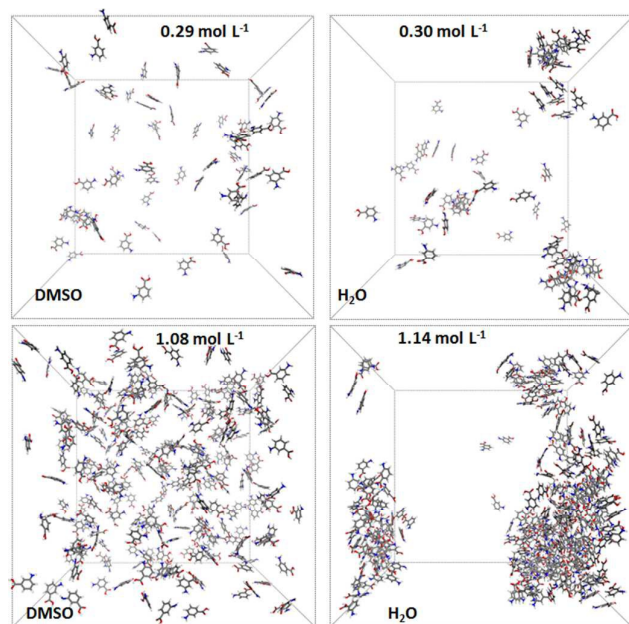 0.29 mol L⁻¹
DMSO
0.30 mol L⁻¹
H₂O
1.08 mol L⁻¹
DMSO
1.14 mol L⁻¹
H₂O